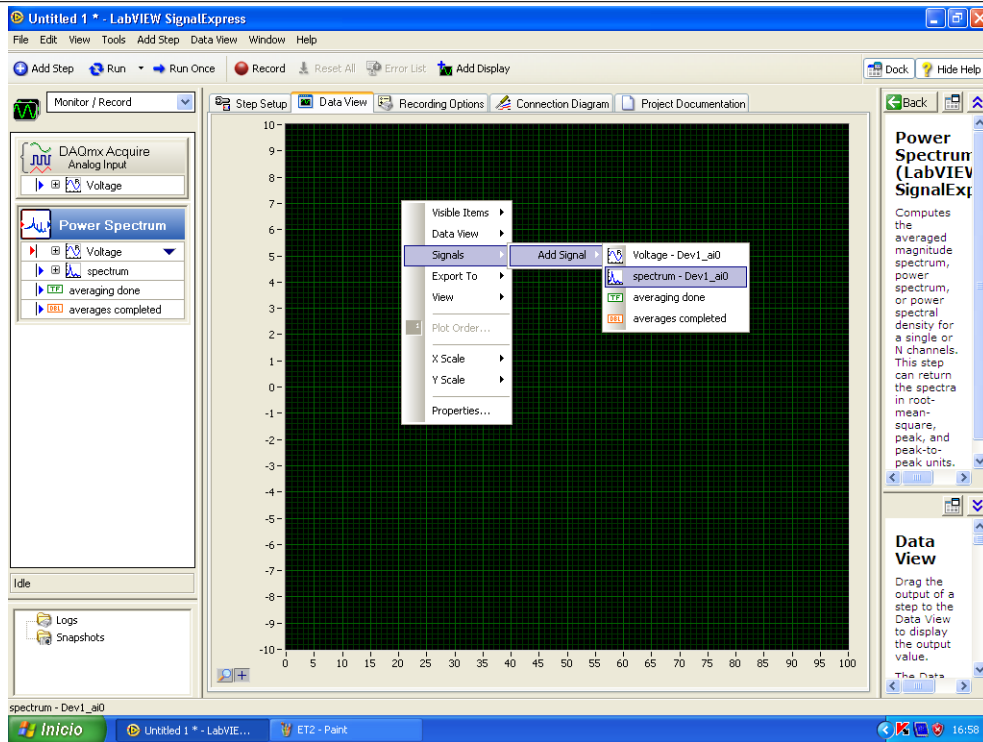 Untitled 1 * - LabVIEW SignalExpress
File Edit View Tools Add Step Data View Window Help
Add Step Run Run Once Record Reset All Error List Add Display Dock Hide Help
Monitor / Record
Step Setup Data View Recording Options Connection Diagram Project Documentation
Back
DAQmx Acquire
Analog Input
Voltage
Power Spectrum
Voltage
spectrum
TF averaging done
DBL averages completed
Idle
Logs
Snapshots
10
9
8
7
6
5
4
3
2
1
0
-1
-2
-3
-4
-5
-6
-7
-8
-9
-10
0 5 10 15 20 25 30 35 40 45 50 55 60 65 70 75 80 85 90 95 100
Visible Items
Data View
Signals
Export To
View
Plot Order...
X Scale
Y Scale
Properties...
Add Signal
Voltage - Dev1_ai0
spectrum - Dev1_ai0
TF averaging done
DBL averages completed
Power
Spectrum
(LabVIEW
SignalExp
Computes
the
averaged
magnitude
spectrum,
power
spectrum,
or power
spectral
density for
a single or
N channels.
This step
can return
the spectra
in root-
mean-
square,
peak, and
peak-to-
peak units.
Data
View
Drag the
output of a
step to the
Data View
to display
the output
value.
The Data
spectrum - Dev1_ai0
Inicio Untitled 1 * - LabVIE... ET2 - Paint 16:58